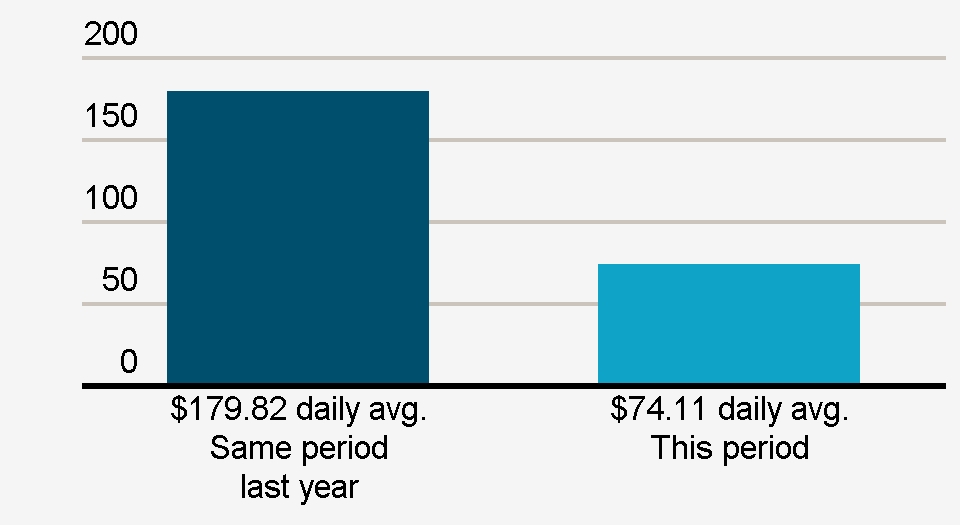 200
150
100
50
0
$179.82 daily avg.
Same period
last year
$74.11 daily avg.
This period